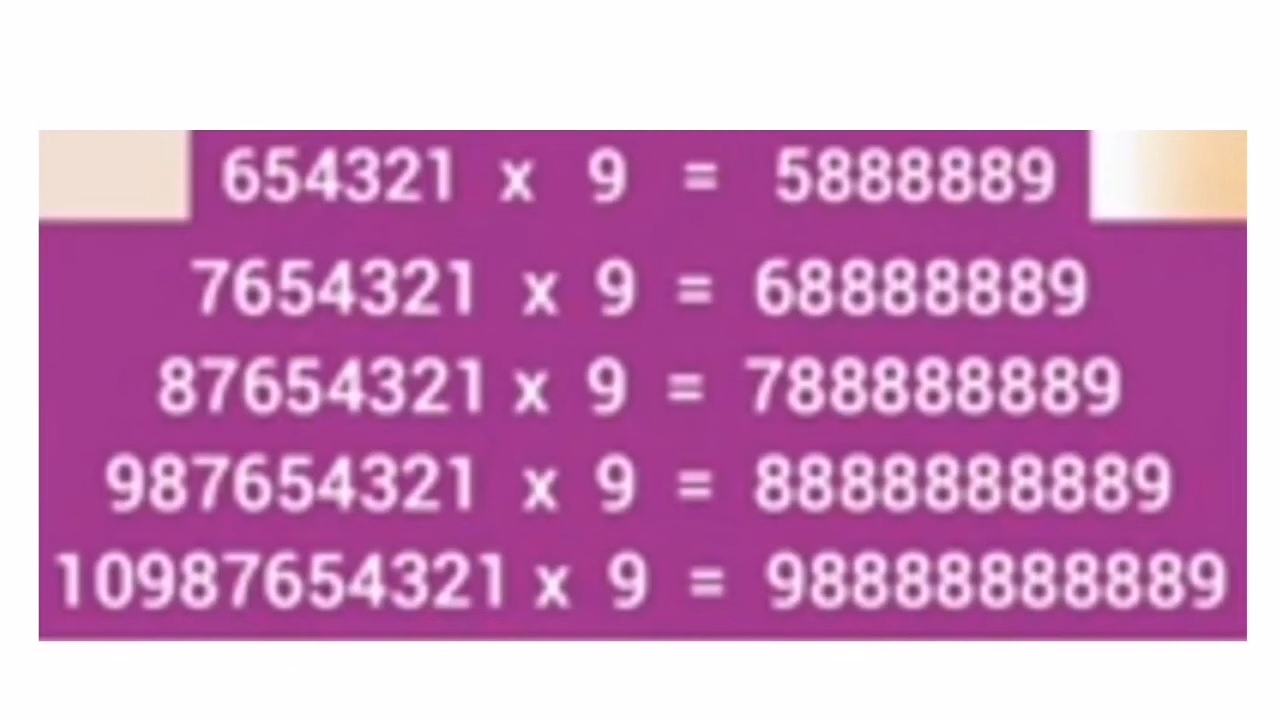 654321 x 9 = 5888889
7654321 x 9 = 68888889
87654321 x 9 = 788888889
987654321 x 9 = 8888888889
10987654321 x 9 = 98888888889